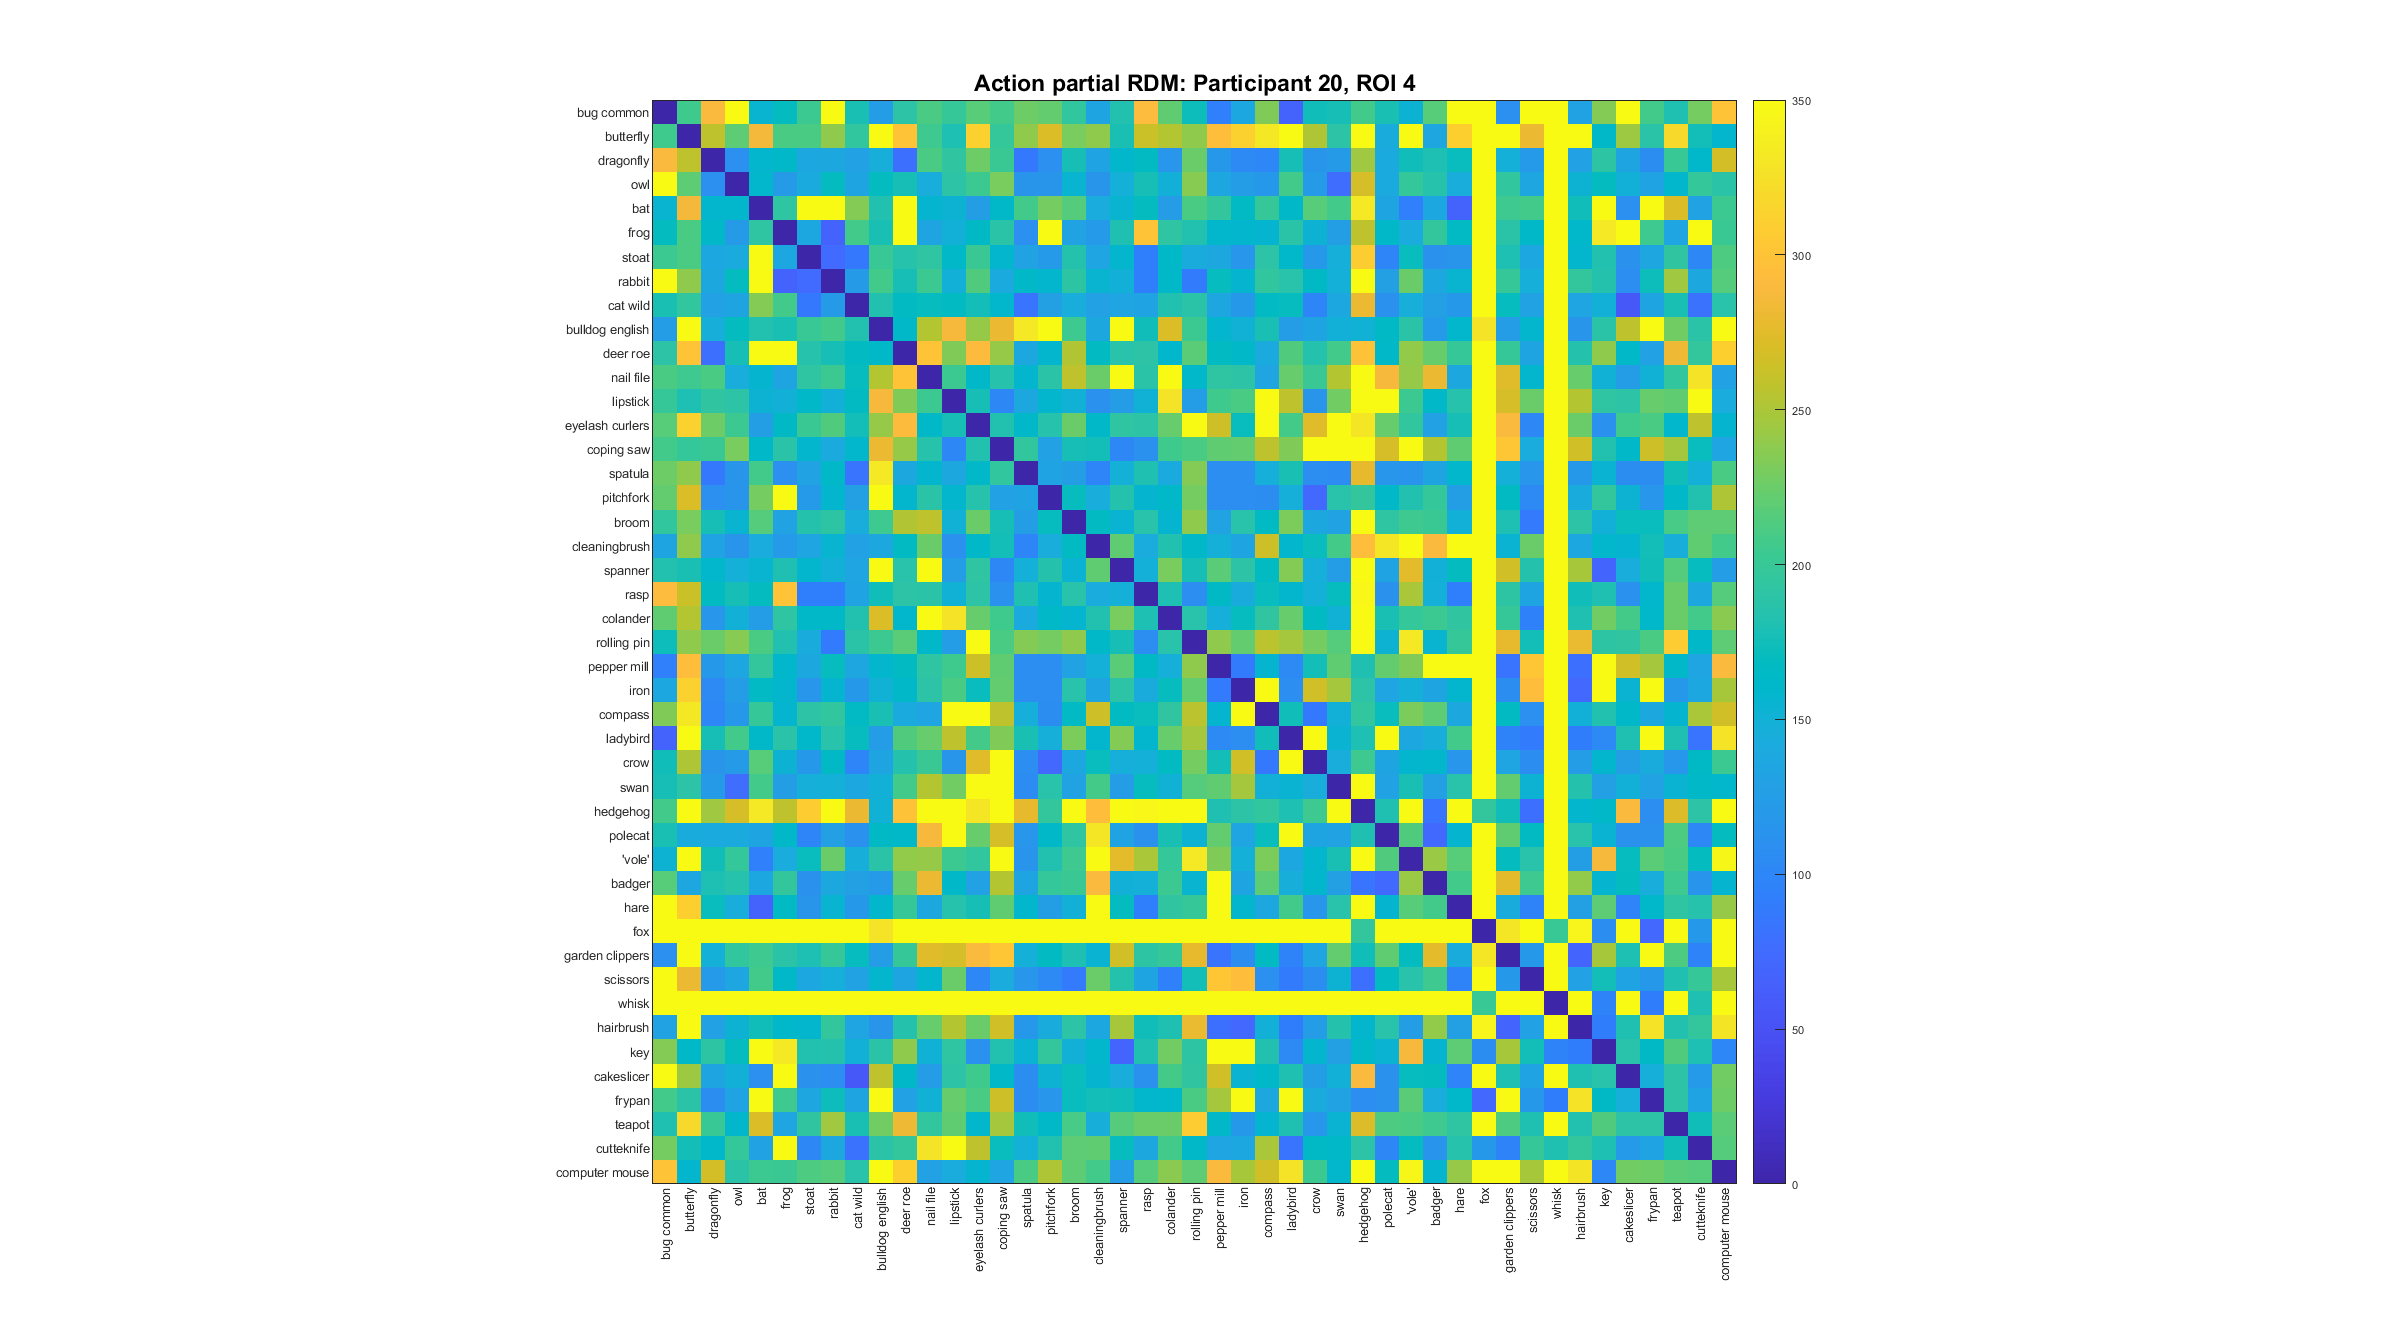 Action partial RDM: Participant 20, ROI 4
bug common
butterfly
dragonfly
owl
bat
frog
stoat
rabbit
cat wild
bulldog english
deer roe
nail file
lipstick
eyelash curlers
coping saw
spatula
pitchfork
broom
cleaningbrush
spanner
rasp
colander
rolling pin
pepper mill
iron
compass
ladybird
crow
swan
hedgehog
polecat
'vole'
badger
hare
fox
garden clippers
scissors
whisk
hairbrush
key
cakeslicer
frypan
teapot
cutteknife
computer mouse
350
300
250
200
150
100
50
0
bug common
butterfly
dragonfly
owl
bat
frog
stoat
rabbit
cat wild
bulldog english
deer roe
nail file
lipstick
eyelash curlers
coping saw
spatula
pitchfork
broom
cleaningbrush
spanner
rasp
colander
rolling pin
pepper mill
iron
compass
ladybird
crow
swan
hedgehog
polecat
'vole'
badger
hare
fox
garden clippers
scissors
whisk
hairbrush
key
cakeslicer
frypan
teapot
cutteknife
computer mouse